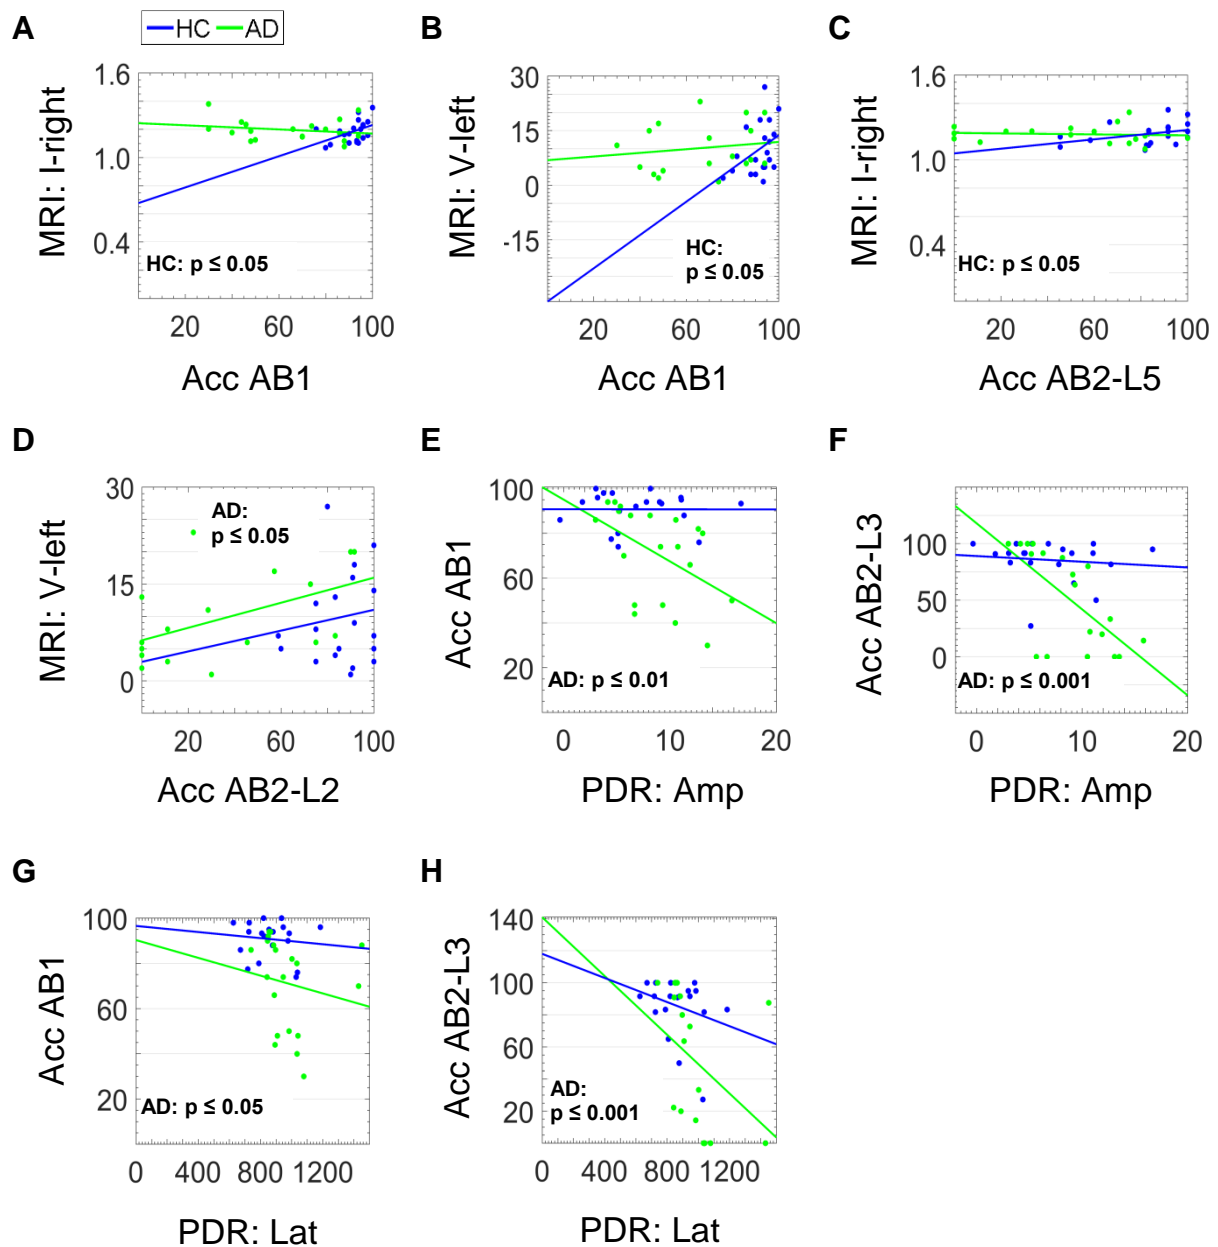 A
HC AD
MRI: I-right
1.6
1.0
0.4
HC: p ≤ 0.05
20 60 100
Acc AB1
B
MRI: V-left
30
15
0
-15
HC:
p ≤ 0.05
20 60 100
Acc AB1
C
MRI: I-right
1.6
1.0
0.4
HC: p ≤ 0.05
20 60 100
Acc AB2-L5
D
MRI: V-left
30
15
0
AD:
p ≤ 0.05
20 60 100
Acc AB2-L2
E
Acc AB1
100
60
20
AD: p ≤ 0.01
0 10 20
PDR: Amp
F
Acc AB2-L3
100
50
0
AD: p ≤ 0.001
0 10 20
PDR: Amp
G
Acc AB1
100
60
20
AD: p ≤ 0.05
0 400 800 1200
PDR: Lat
H
Acc AB2-L3
140
100
60
20
AD:
p ≤ 0.001
0 400 800 1200
PDR: Lat